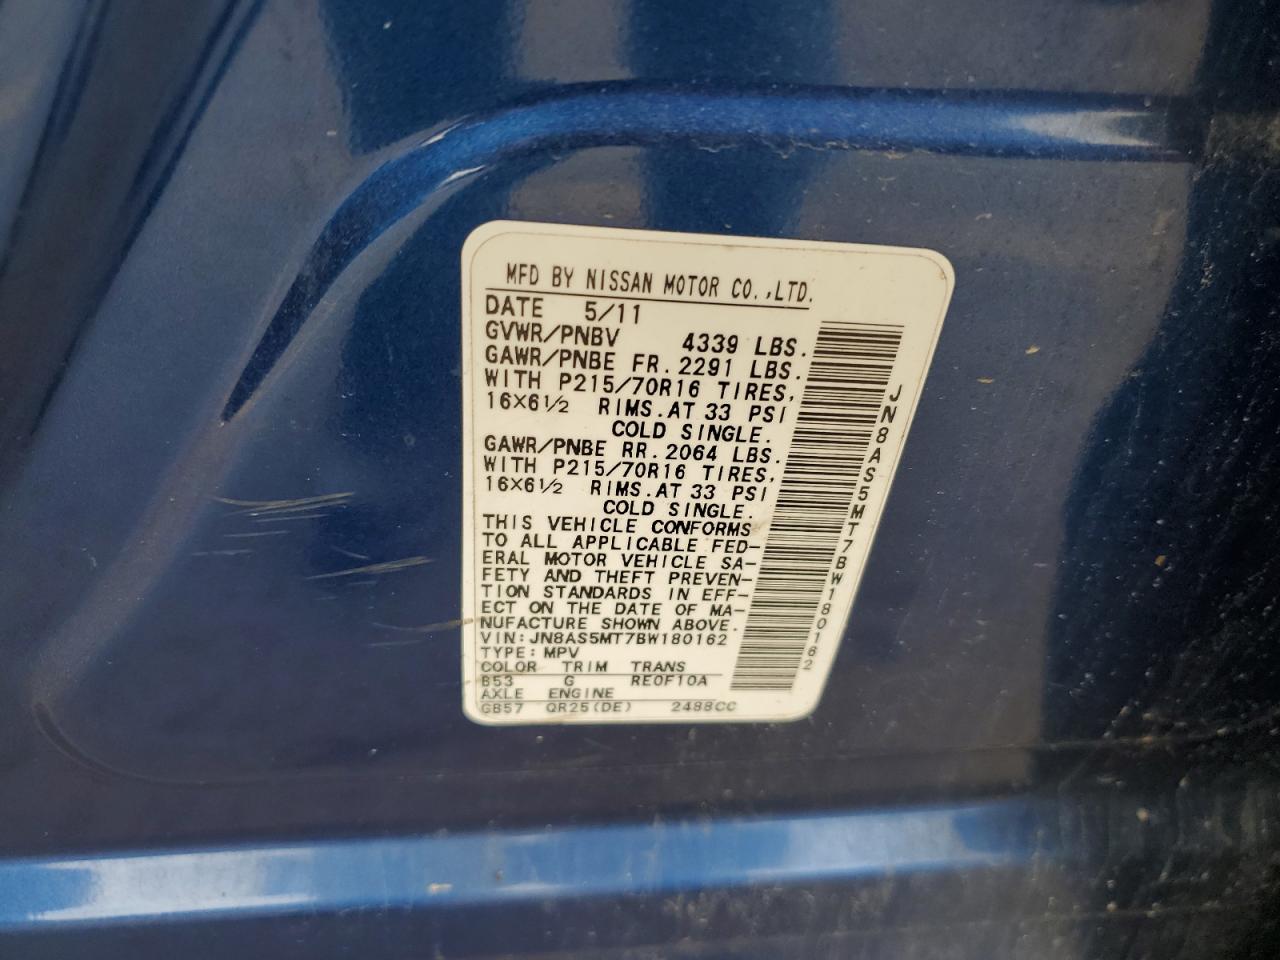 MFD BY NISSAN MOTOR CO.,LTD.
DATE 5/11
GVWR/PNBV 4339 LBS.
GAWR/PNBE FR.2291 LBS.
WITH P215/70R16 TIRES,
16X6½ RIMS.AT 33 PSI
COLD SINGLE.
GAWR/PNBE RR.2064 LBS.
WITH P215/70R16 TIRES,
16X6½ RIMS.AT 33 PSI
COLD SINGLE.
THIS VEHICLE CONFORMS
TO ALL APPLICABLE FED-
ERAL MOTOR VEHICLE SA-
FETY AND THEFT PREVEN-
TION STANDARDS IN EFF-
ECT ON THE DATE OF MA-
NUFACTURE SHOWN ABOVE.
VIN:JN8AS5MT7BW180162
TYPE:MPV
COLOR TRIM TRANS
B53 G RE0F10A
AXLE ENGINE
GB57 QR25(DE) 2488CC
JN8AS5MT7BW180162